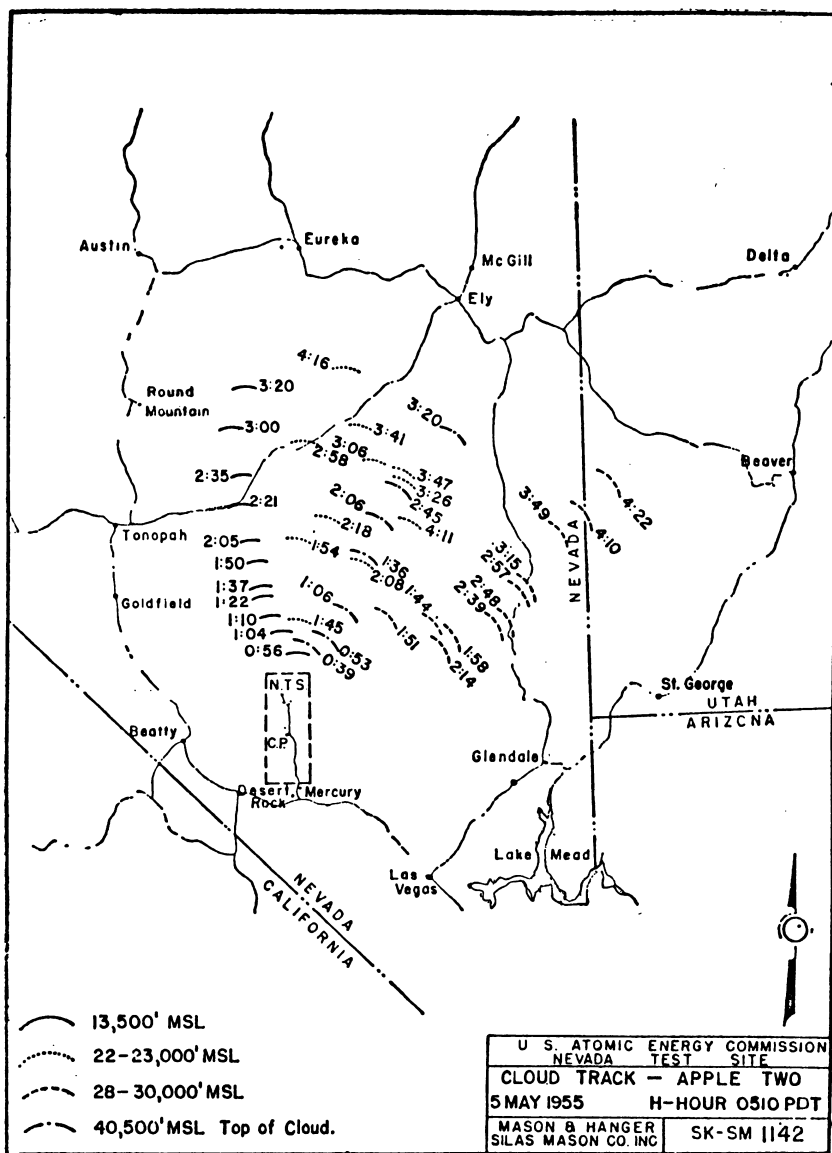 Austin
Eureka
Mc Gill
Delta
Ely
4:16
3:20
Round
Mountain
3:20
3:00
3:41
3:06
2:58
2:35
3:47
3:26
2:45
Beaver
4:22
2:21
2:06
4:11
3:49
4:10
Tonopah
2:18
2:05
1:54
1:36
2:08
3:15
2:57
NEVADA
1:50
1:37
1:22
1:06
1:44
2:48
2:39
Goldfield
1:10
1:45
1:51
1:04
0:53
1:58
0:56
0:39
2:14
N.T.S.
St. George
UTAH
ARIZONA
Beatty
C.P.
Glendale
Desert Mercury
Rock
Las
Vegas
Lake Mead
NEVADA
CALIFORNIA
13,500' MSL
22-23,000' MSL
28-30,000' MSL
40,500' MSL Top of Cloud.
U S. ATOMIC ENERGY COMMISSION
NEVADA TEST SITE
CLOUD TRACK — APPLE TWO
5 MAY 1955 H-HOUR 0510 PDT
MASON & HANGER
SILAS MASON CO. INC
SK-SM 1142